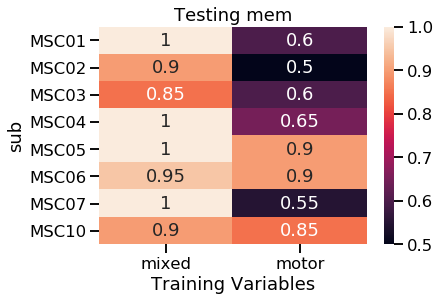 Testing mem
sub
MSC01 1 0.6
MSC02 0.9 0.5
MSC03 0.85 0.6
MSC04 1 0.65
MSC05 1 0.9
MSC06 0.95 0.9
MSC07 1 0.55
MSC10 0.9 0.85
mixed motor
Training Variables
1.0
0.9
0.8
0.7
0.6
0.5